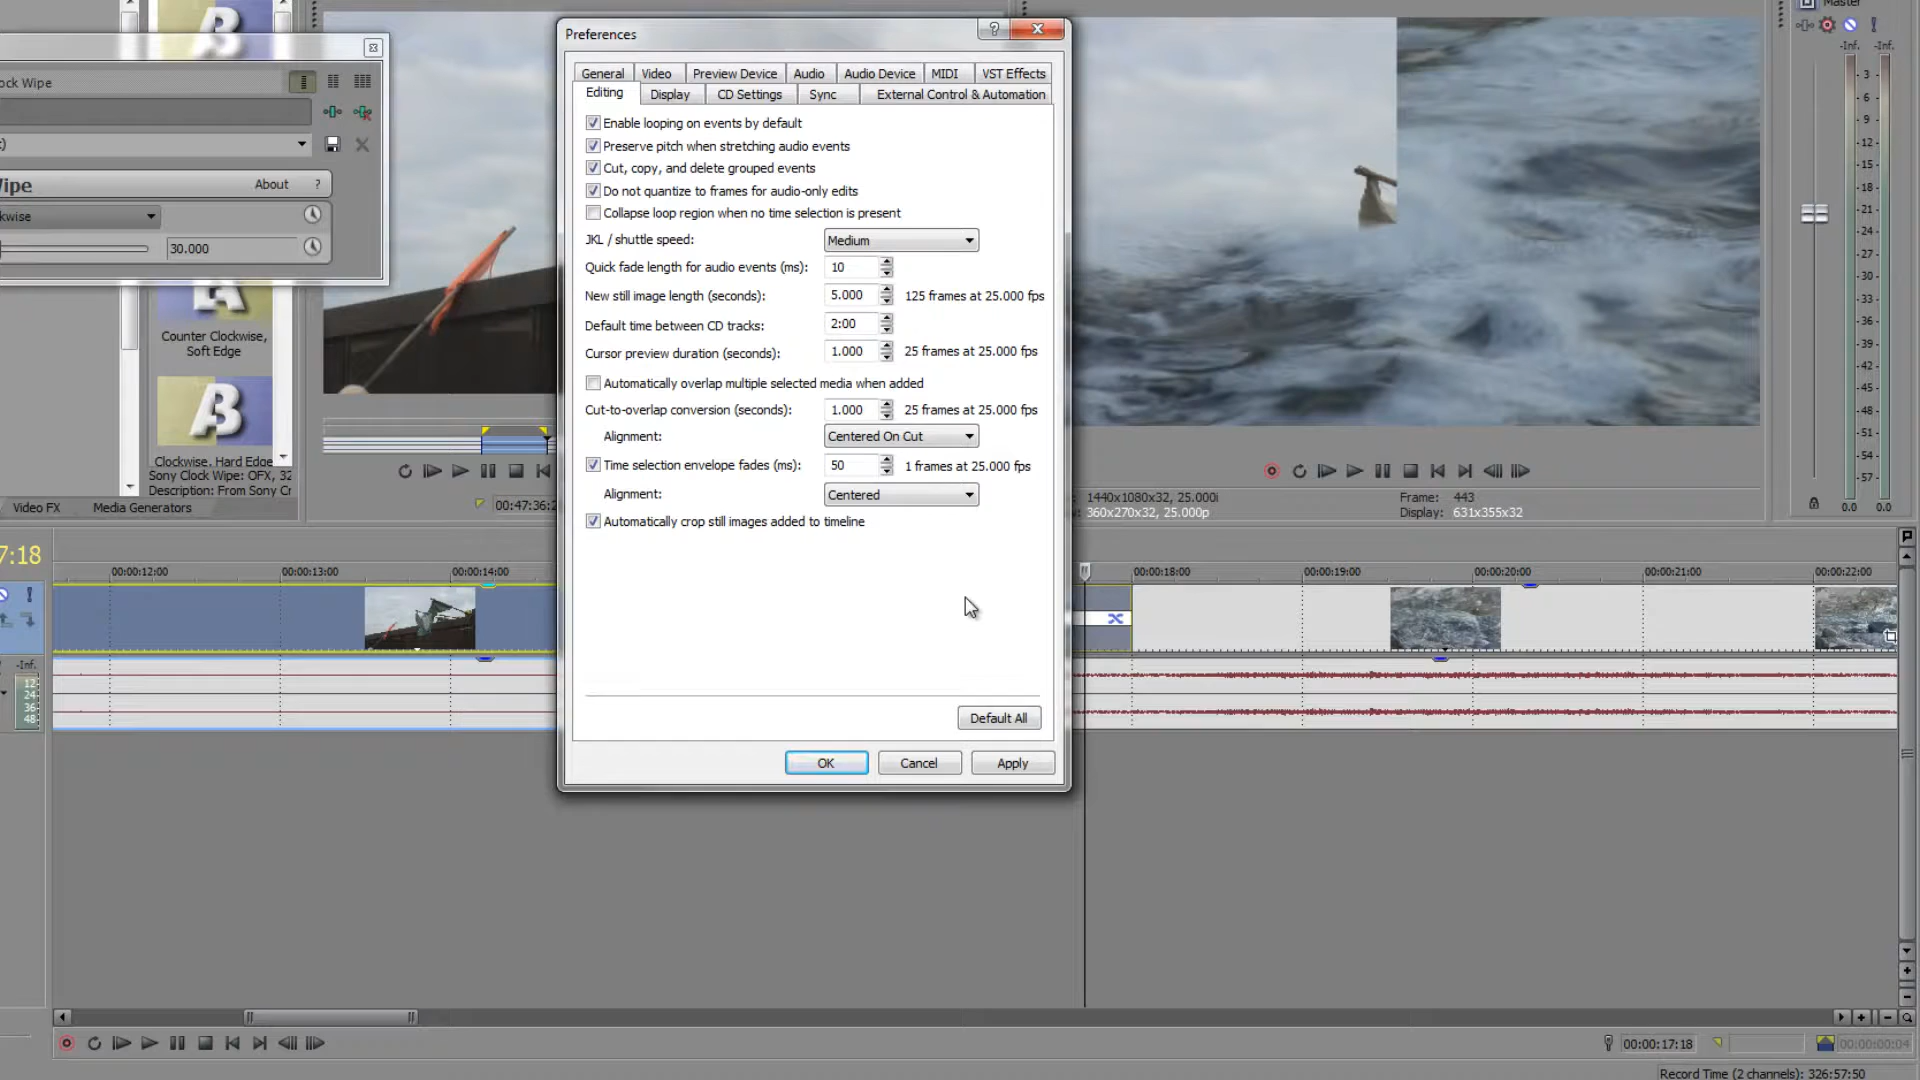 Preferences
General Video Preview Device Audio Audio Device MIDI VST Effects
Editing Display CD Settings Sync External Control & Automation
Enable looping on events by default
Preserve pitch when stretching audio events
Cut, copy, and delete grouped events
Do not quantize to frames for audio-only edits
Collapse loop region when no time selection is present
JKL / shuttle speed: Medium
Quick fade length for audio events (ms): 10
New still image length (seconds): 5.000 125 frames at 25.000 fps
Default time between CD tracks: 2:00
Cursor preview duration (seconds): 1.000 25 frames at 25.000 fps
Automatically overlap multiple selected media when added
Cut-to-overlap conversion (seconds): 1.000 25 frames at 25.000 fps
Alignment: Centered On Cut
Time selection envelope fades (ms): 50 1 frames at 25.000 fps
Alignment: Centered
Automatically crop still images added to timeline
Default All
OK Cancel Apply
ock Wipe
Wipe About ?
kwise
30.000
Counter Clockwise,
Soft Edge
Clockwise, Hard Edge
Sony Clock Wipe: OFX, 32
Description: From Sony Cr
Video FX Media Generators
00:47:36:2
1440x1080x32, 25.000i
360x270x32, 25.000p
Frame: 443
Display: 631x355x32
Master
-Inf. -Inf.
3
6
9
12
15
18
21
24
27
30
33
36
39
42
45
48
51
54
57
0.0 0.0
7:18
00:00:12:00 00:00:13:00 00:00:14:00 00:00:18:00 00:00:19:00 00:00:20:00 00:00:21:00 00:00:22:00
-Inf.
12
24
36
48
00:00:17:18 00:00:00:04
Record Time (2 channels): 326:57:50